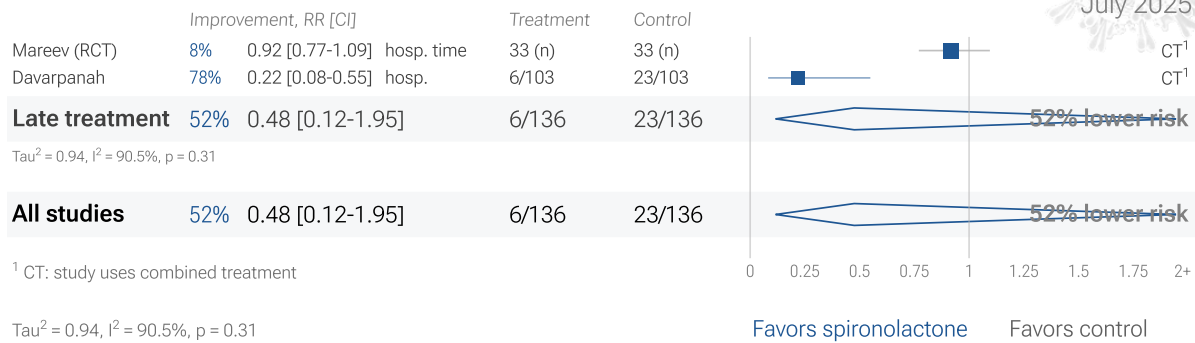 July 2025
Improvement, RR [CI] Treatment Control
Mareev (RCT) 8% 0.92 [0.77-1.09] hosp. time 33 (n) 33 (n) CT¹
Davarpanah 78% 0.22 [0.08-0.55] hosp. 6/103 23/103 CT¹
Late treatment 52% 0.48 [0.12-1.95] 6/136 23/136 52% lower risk
Tau² = 0.94, I² = 90.5%, p = 0.31
All studies 52% 0.48 [0.12-1.95] 6/136 23/136 52% lower risk
¹ CT: study uses combined treatment 0 0.25 0.5 0.75 1 1.25 1.5 1.75 2+
Tau² = 0.94, I² = 90.5%, p = 0.31 Favors spironolactone Favors control